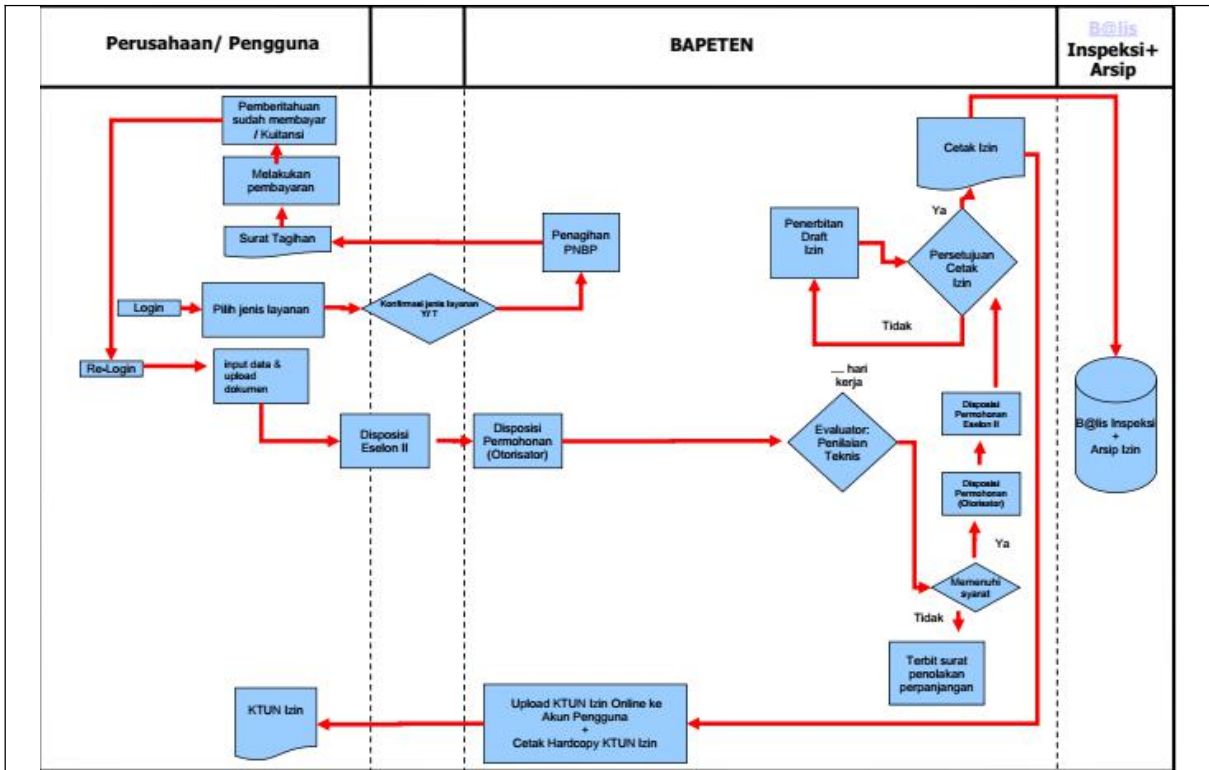 Perusahaan/ Pengguna
BAPETEN
B@lis
Inspeksi+
Arsip
Pemberitahuan
sudah membayar
/ Kuitansi
Melakukan
pembayaran
Surat Tagihan
Penagihan
PNBP
Login
Pilih jenis layanan
Konfirmasi jenis layanan
Y/ T
Re-Login
input data &
upload
dokumen
Disposisi
Eselon II
Disposisi
Permohonan
(Otorisator)
__ hari
kerja
Evaluator:
Penilaian
Teknis
Cetak Izin
Ya
Penerbitan
Draft
Izin
Persetujuan
Cetak
Izin
Tidak
Disposisi
Permohonan
Eselon II
Disposisi
Permohonan
(Otorisator)
Ya
Memenuhi
syarat
Tidak
Terbit surat
penolakan
perpanjangan
B@lis Inspeksi
+
Arsip Izin
KTUN Izin
Upload KTUN Izin Online ke
Akun Pengguna
+
Cetak Hardcopy KTUN Izin